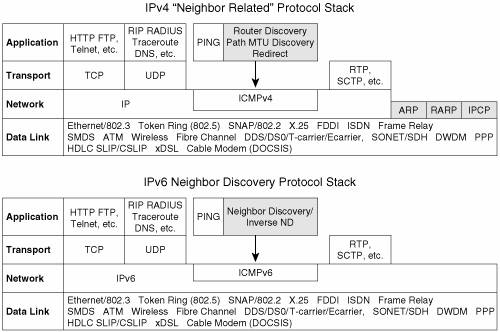 IPv4 “Neighbor Related” Protocol Stack
Application
HTTP FTP,
Telnet, etc.
RIP RADIUS
Traceroute
DNS, etc.
PING
Router Discovery
Path MTU Discovery
Redirect
Transport
TCP
UDP
RTP,
SCTP, etc.
Network
IP
ICMPv4
ARP
RARP
IPCP
Data Link
Ethernet/802.3 Token Ring (802.5) SNAP/802.2 X.25 FDDI ISDN Frame Relay
SMDS ATM Wireless Fibre Channel DDS/DS0/T-carrier/Ecarrier, SONET/SDH DWDM PPP
HDLC SLIP/CSLIP xDSL Cable Modem (DOCSIS)
IPv6 Neighbor Discovery Protocol Stack
Application
HTTP FTP,
Telnet, etc.
RIP RADIUS
Traceroute
DNS, etc.
PING
Neighbor Discovery/
Inverse ND
Transport
TCP
UDP
RTP,
SCTP, etc.
Network
IPv6
ICMPv6
Data Link
Ethernet/802.3 Token Ring (802.5) SNAP/802.2 X.25 FDDI ISDN Frame Relay
SMDS ATM Wireless Fibre Channel DDS/DS0/T-carrier/Ecarrier, SONET/SDH DWDM PPP
HDLC SLIP/CSLIP xDSL Cable Modem (DOCSIS)